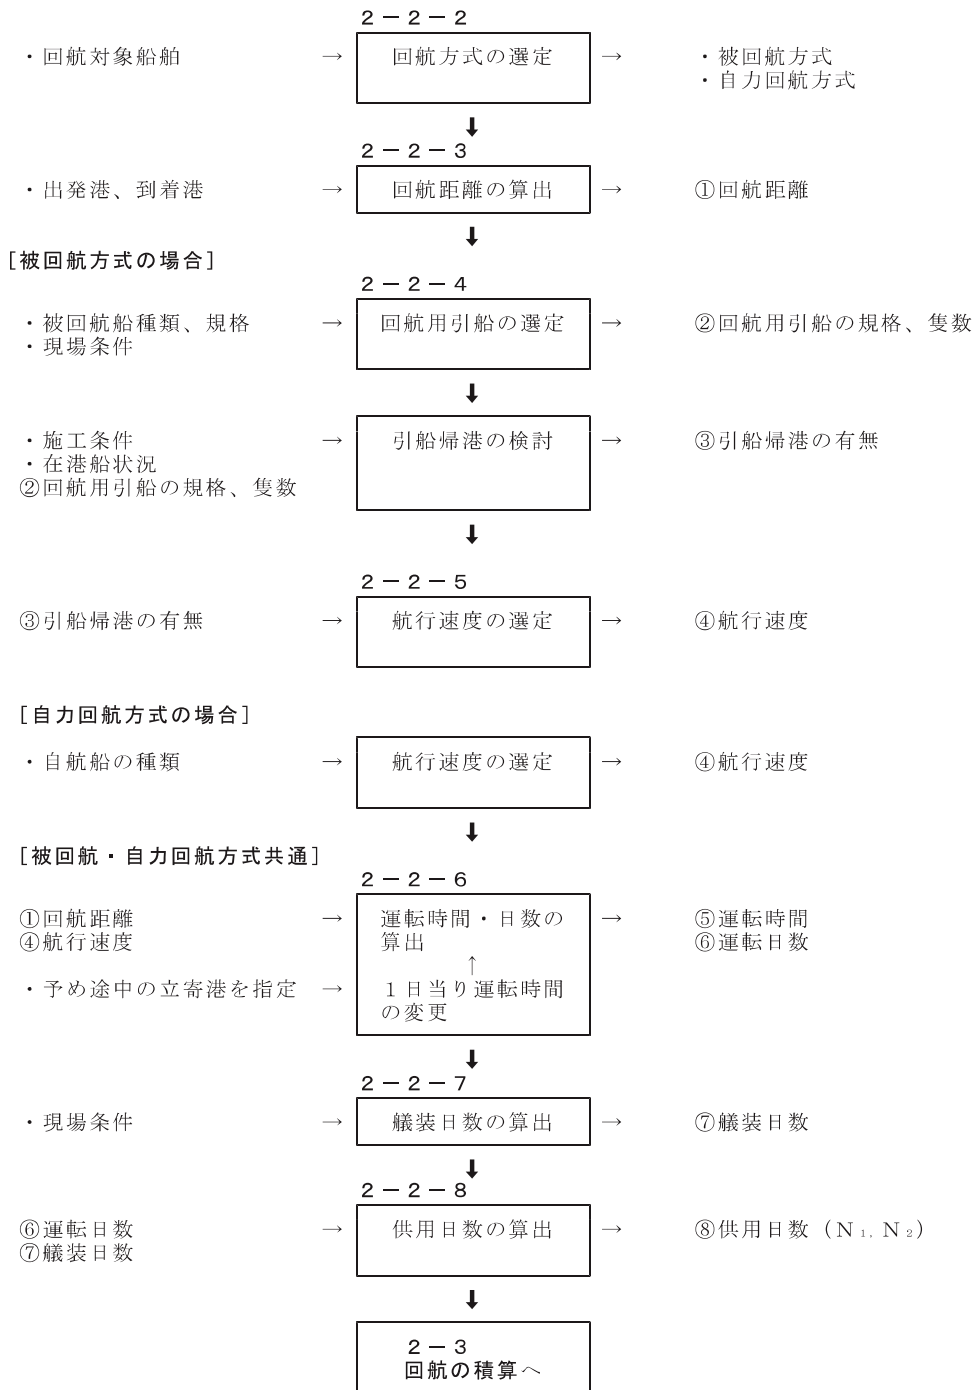 ２－２－２
・回航対象船舶 → 回航方式の選定 → ・被回航方式
・自力回航方式
２－２－３
・出発港、到着港 → 回航距離の算出 → ①回航距離
[被回航方式の場合]
２－２－４
・被回航船種類、規格 → 回航用引船の選定 → ②回航用引船の規格、隻数
・現場条件
・施工条件 → 引船帰港の検討 → ③引船帰港の有無
・在港船状況
②回航用引船の規格、隻数
２－２－５
③引船帰港の有無 → 航行速度の選定 → ④航行速度
[自力回航方式の場合]
・自航船の種類 → 航行速度の選定 → ④航行速度
[被回航・自力回航方式共通]
２－２－６
①回航距離 → 運転時間・日数の → ⑤運転時間
④航行速度 算出 ⑥運転日数
↑
・予め途中の立寄港を指定 → １日当り運転時間
の変更
２－２－７
・現場条件 → 艤装日数の算出 → ⑦艤装日数
２－２－８
⑥運転日数 → 供用日数の算出 → ⑧供用日数（Ｎ₁, Ｎ₂）
⑦艤装日数
２－３
回航の積算へ